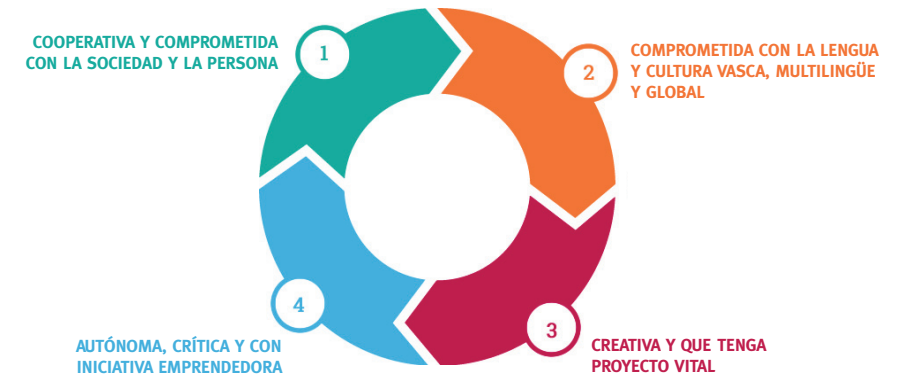 1
COOPERATIVA Y COMPROMETIDA
CON LA SOCIEDAD Y LA PERSONA
2
COMPROMETIDA CON LA LENGUA
Y CULTURA VASCA, MULTILINGÜE
Y GLOBAL
3
CREATIVA Y QUE TENGA
PROYECTO VITAL
4
AUTÓNOMA, CRÍTICA Y CON
INICIATIVA EMPRENDEDORA